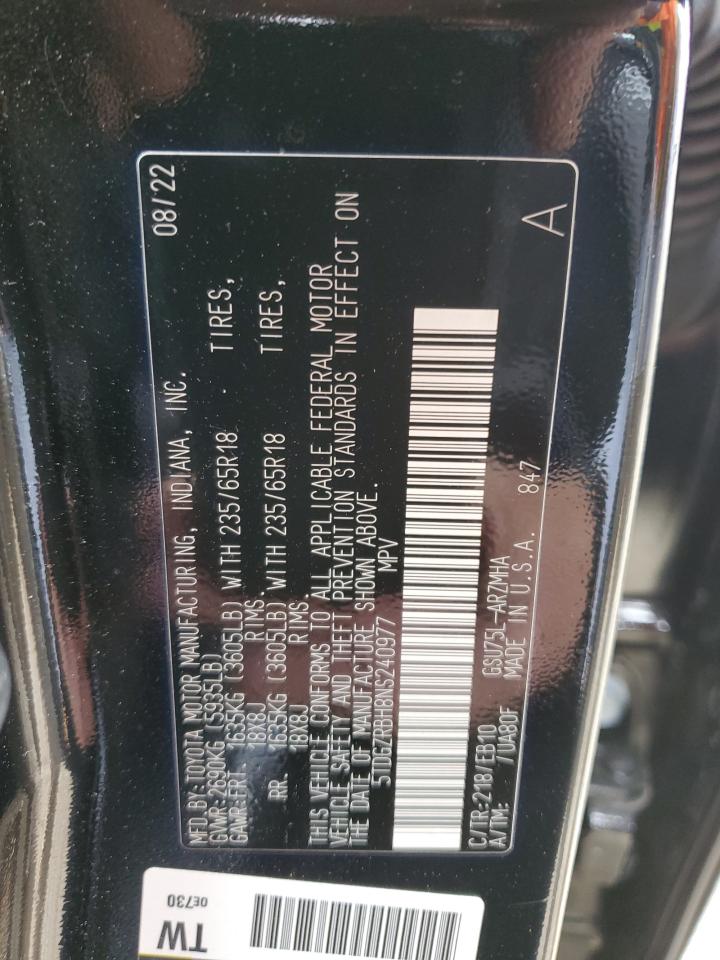 MFD. BY: TOYOTA MOTOR MANUFACTURING, INDIANA, INC. 08/22
GVWR: 2690KG (5935LB)
GAWR: FRT. 1635KG (3605LB) WITH 235/65R18 TIRES,
18X8J RIMS.
RR. 1635KG (3605LB) WITH 235/65R18 TIRES,
18X8J RIMS.
THIS VEHICLE CONFORMS TO ALL APPLICABLE FEDERAL MOTOR
VEHICLE SAFETY AND THEFT PREVENTION STANDARDS IN EFFECT ON
THE DATE OF MANUFACTURE SHOWN ABOVE.
5TDGZRBH8NS240977 MPV
C/TR:218 /EB10 GSU75L-ARZMHA
A/TM: /UA80F MADE IN U.S.A. 847 A
TW
0E730